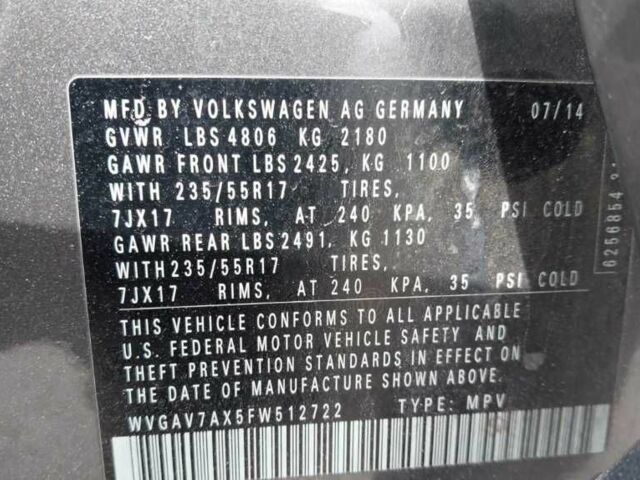 MFD BY VOLKSWAGEN AG GERMANY 07/14
GVWR LBS 4806 KG 2180
GAWR FRONT LBS 2425, KG 1100
WITH 235/55R17 TIRES,
7JX17 RIMS, AT 240 KPA, 35 PSI COLD
GAWR REAR LBS 2491, KG 1130
WITH 235/55R17 TIRES,
7JX17 RIMS, AT 240 KPA, 35 PSI COLD
THIS VEHICLE CONFORMS TO ALL APPLICABLE
U.S. FEDERAL MOTOR VEHICLE SAFETY AND
THEFT PREVENTION STANDARDS IN EFFECT ON
THE DATE OF MANUFACTURE SHOWN ABOVE.
WVGAV7AX5FW512722 TYPE: MPV
6256854